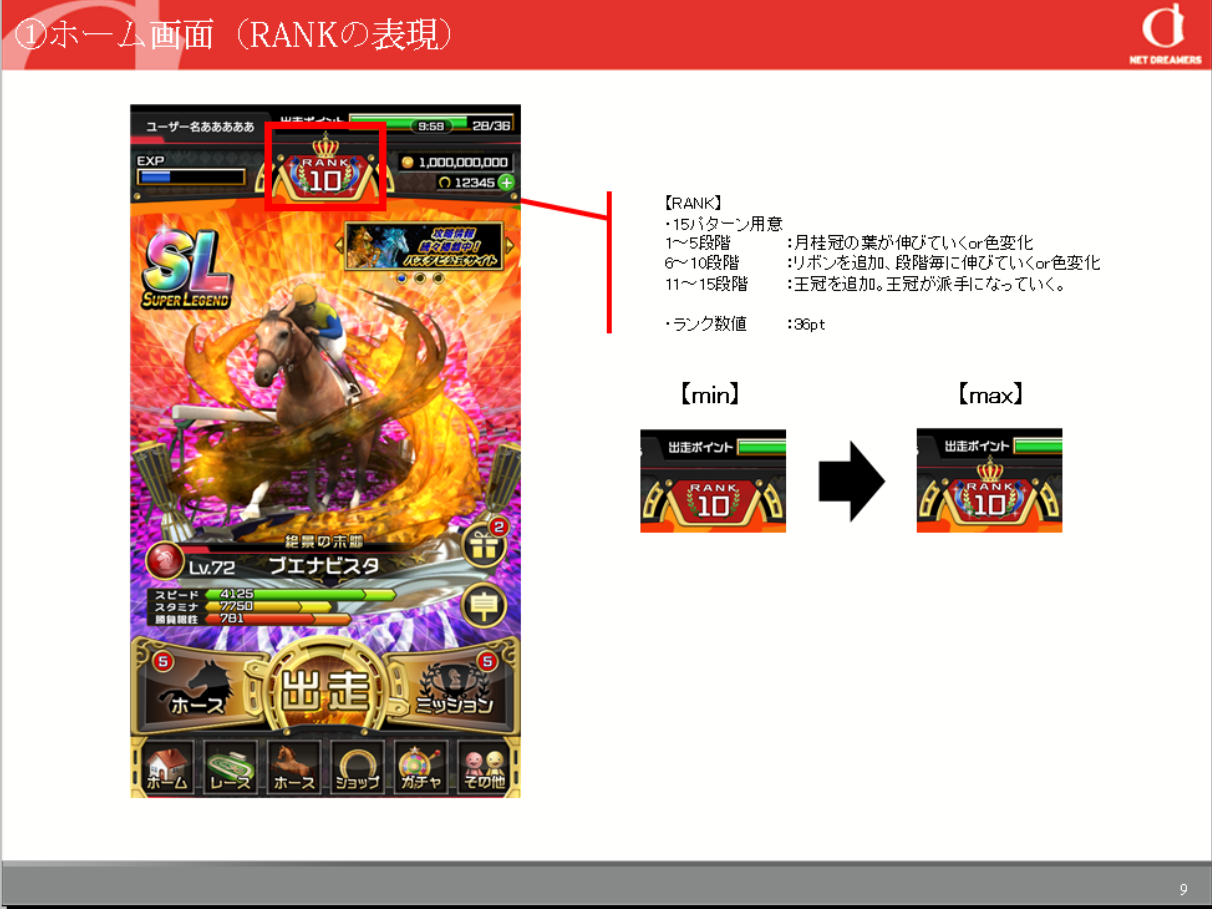 ①ホーム画面（RANKの表現）
NET DREAMERS
ユーザー名あああああ
出走ポイント
9:59
28/36
EXP
RANK
10
1,000,000,000
12345
SL
SUPER LEGEND
攻略情報
続々掲載中！
バスタビ公式サイト
絶景の末脚
Lv.72
ブエナビスタ
2
スピード 4125
スタミナ 7750
勝負根性 781
5
ホース
出走
5
ミッション
ホーム
レース
ホース
ショップ
ガチャ
その他
【RANK】
・15パターン用意
1～5段階　：月桂冠の葉が伸びていくor色変化
6～10段階　：リボンを追加、段階毎に伸びていくor色変化
11～15段階　：王冠を追加。王冠が派手になっていく。
・ランク数値　：36pt
【min】
【max】
出走ポイント
RANK
10
出走ポイント
RANK
10
9